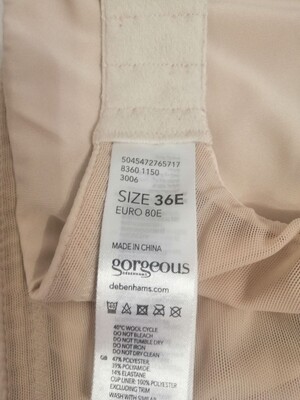 5045472765717
8360.1150
3006
SIZE 36E
EURO 80E
MADE IN CHINA
gorgeous
debenhams.com
40
40°C WOOL CYCLE
DO NOT BLEACH
DO NOT TUMBLE DRY
DO NOT IRON
DO NOT DRY CLEAN
GB 47% POLYESTER,
39% POLYAMIDE,
14% ELASTANE
CUP LINER: 100% POLYESTER
EXCLUDING TRIM
WASH WITH SIMILAR